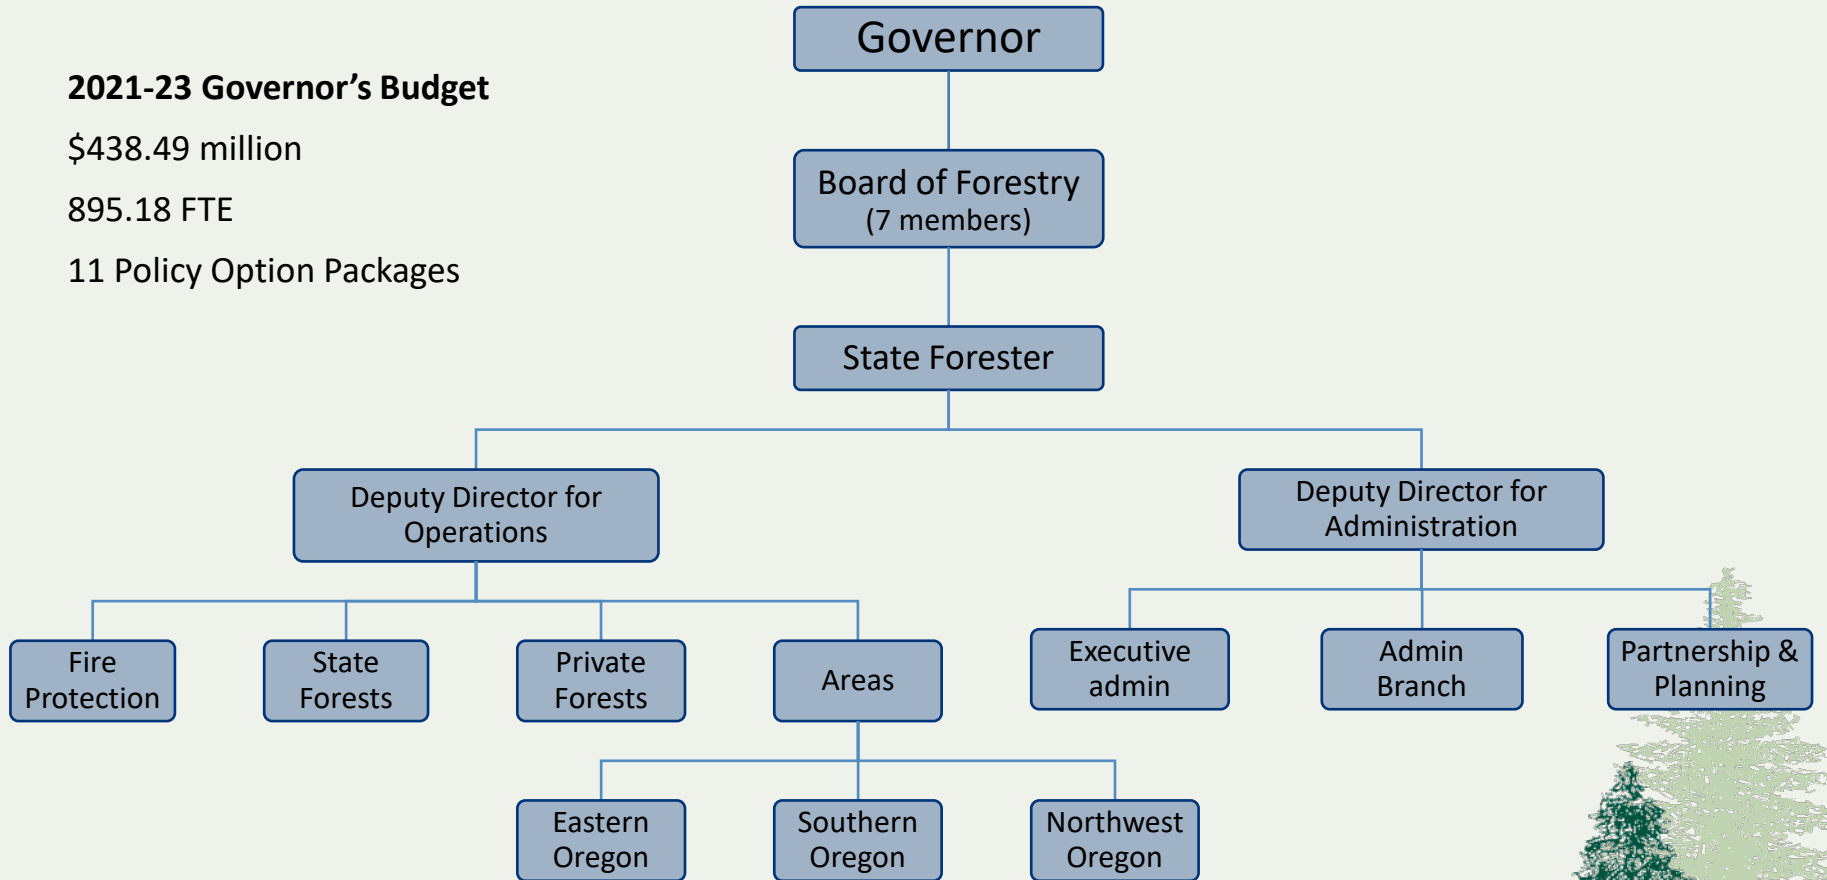 Governor
2021-23 Governor's Budget
$438.49 million
895.18 FTE
11 Policy Option Packages
Board of Forestry
(7 members)
State Forester
Deputy Director for
Operations
Deputy Director for
Administration
Fire
Protection
State
Forests
Private
Forests
Areas
Executive
admin
Admin
Branch
Partnership &
Planning
Eastern
Oregon
Southern
Oregon
Northwest
Oregon